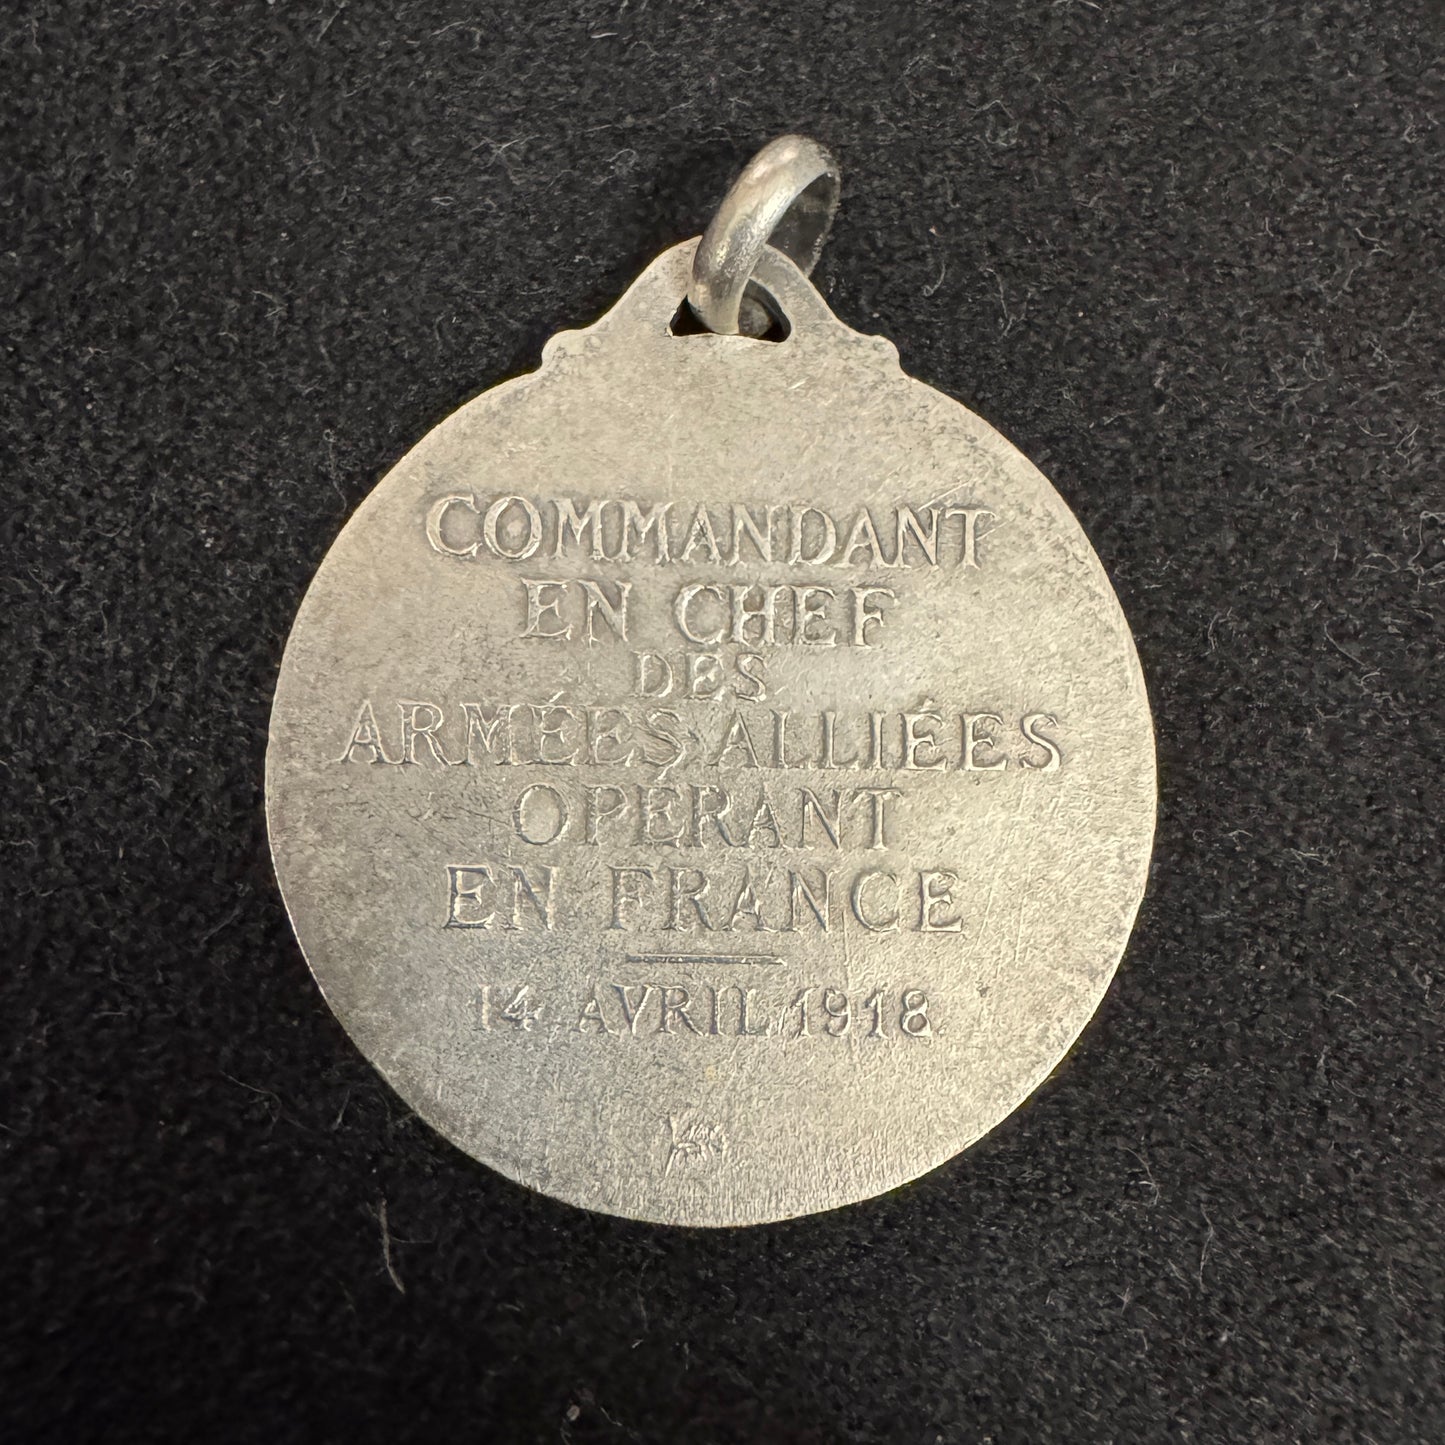 COMMANDANT
EN CHEF
DES
ARMÉES ALLIÉES
OPÉRANT
EN FRANCE
14 AVRIL 1918